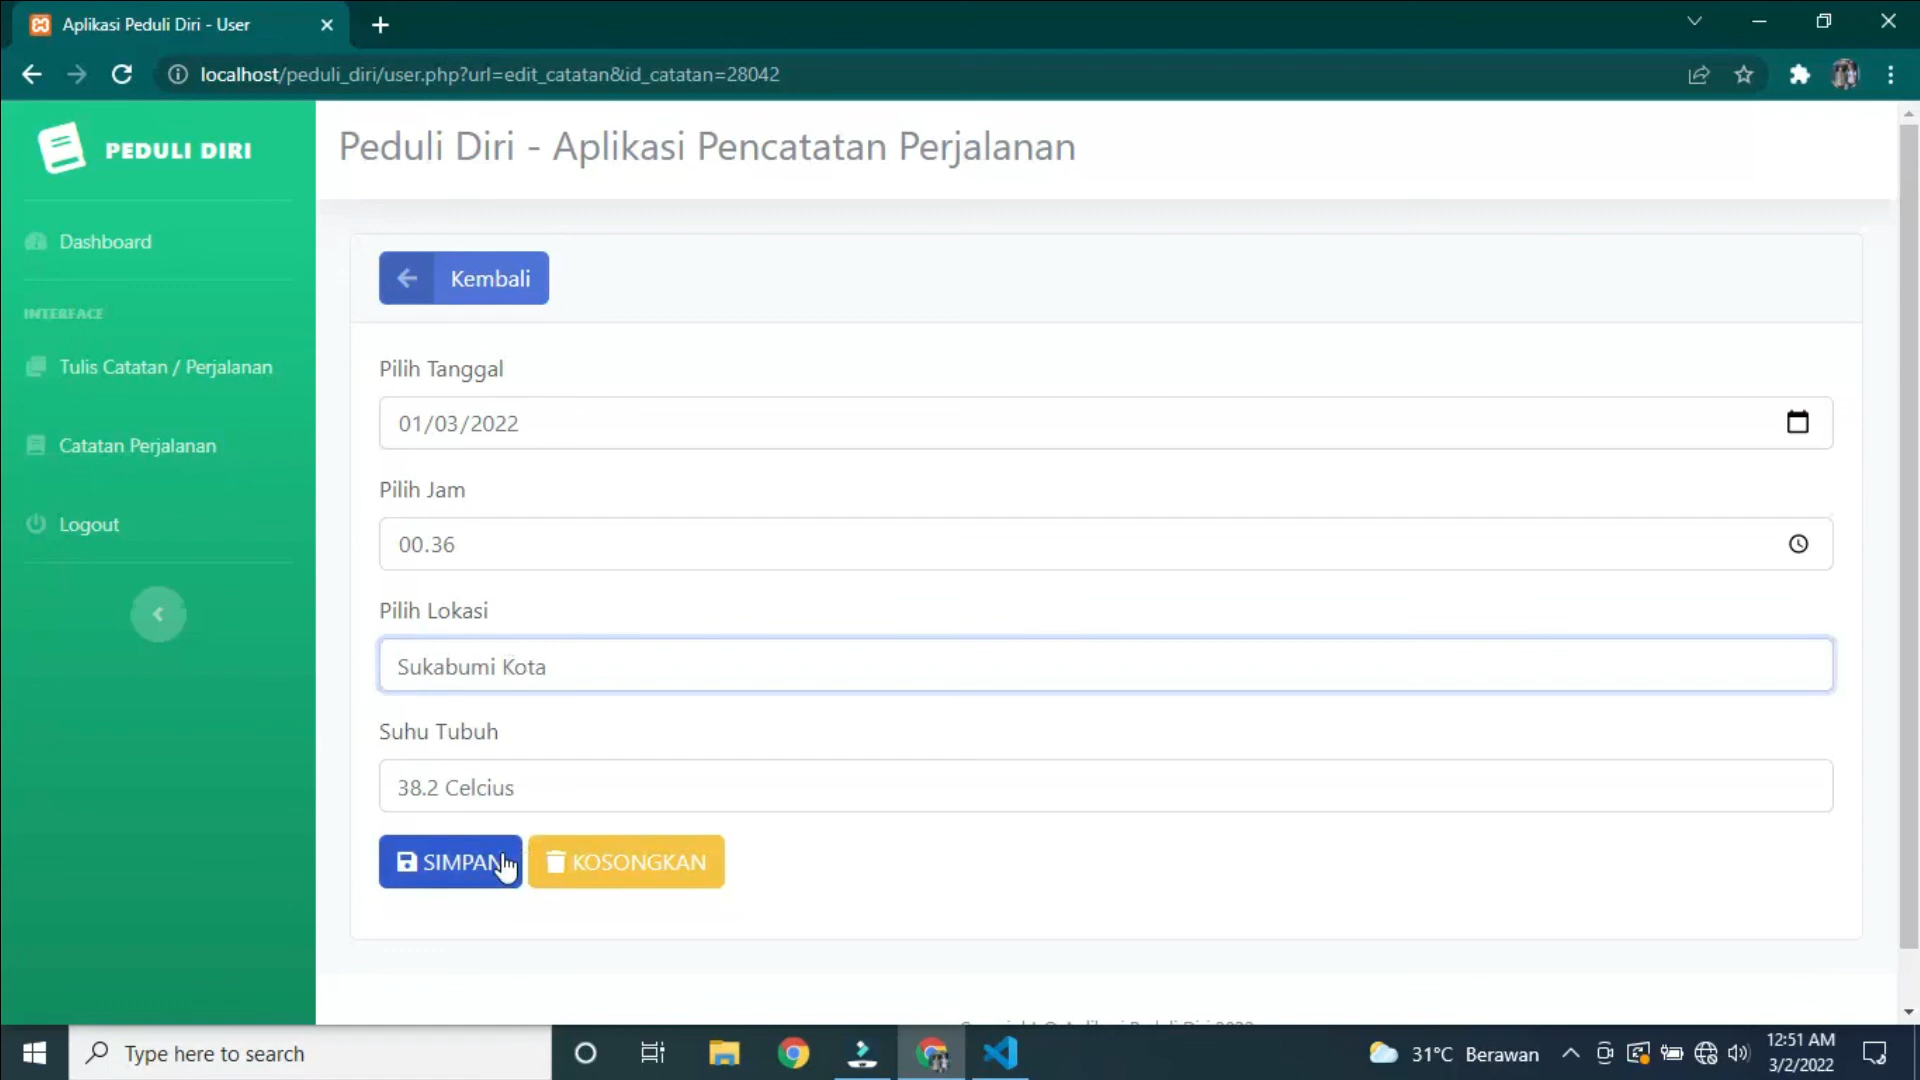 Aplikasi Peduli Diri - User
localhost/peduli_diri/user.php?url=edit_catatan&id_catatan=28042
PEDULI DIRI
Peduli Diri - Aplikasi Pencatatan Perjalanan
Dashboard
Kembali
INTERFACE
Tulis Catatan / Perjalanan
Catatan Perjalanan
Logout
Pilih Tanggal
01/03/2022
Pilih Jam
00.36
Pilih Lokasi
Sukabumi Kota
Suhu Tubuh
38.2 Celcius
SIMPAN
KOSONGKAN
Type here to search
31°C Berawan
12:51 AM
3/2/2022